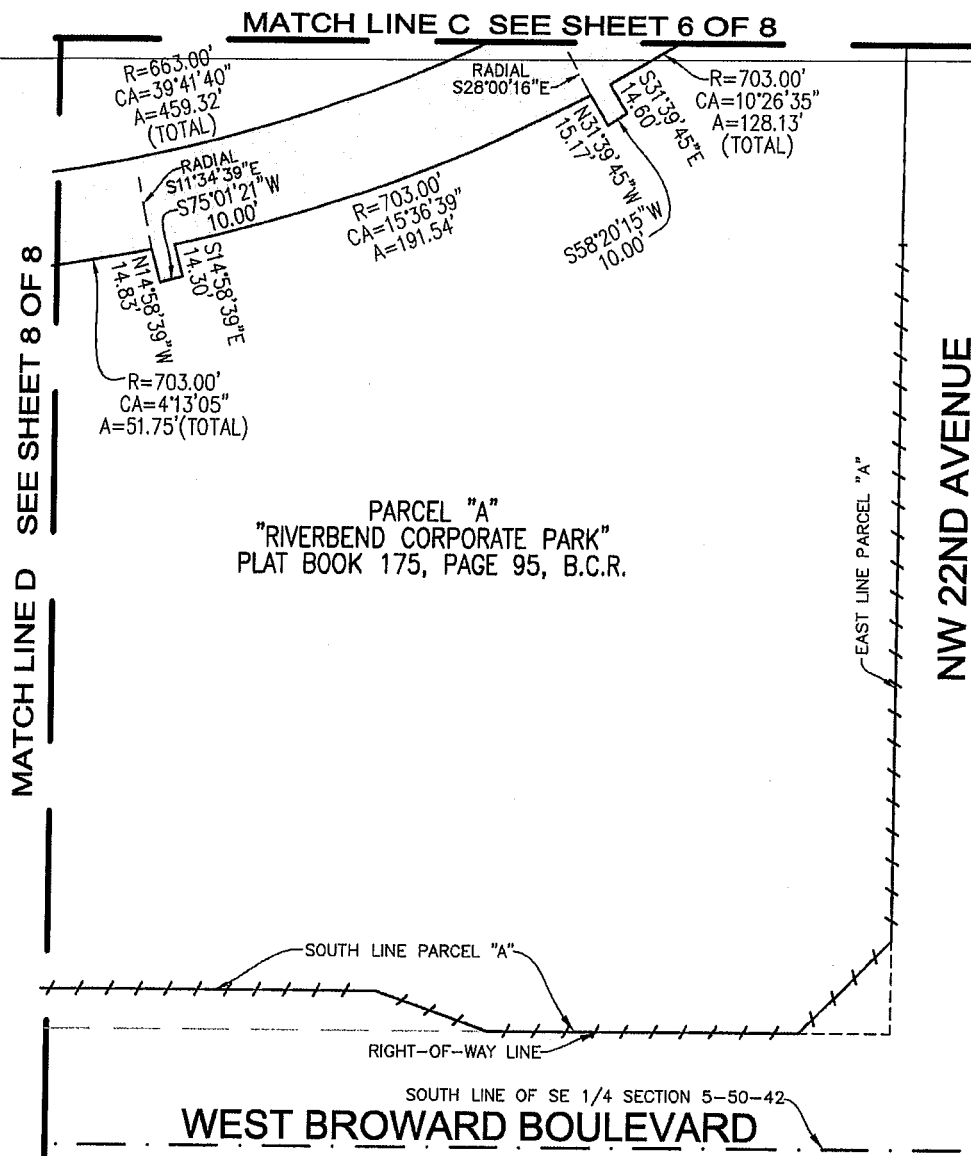 MATCH LINE C SEE SHEET 6 OF 8
R=663.00'
CA=39°41'40"
A=459.32'
(TOTAL)
RADIAL
S28°00'16"E
S31°39'45"E
14.60'
R=703.00'
CA=10°26'35"
A=128.13'
(TOTAL)
RADIAL
S11°34'39"E
S75°01'21"W
10.00'
R=703.00'
CA=15°36'39"
A=191.54'
N31°39'45"W
15.17'
S58°20'15"W
10.00'
N14°58'39"W
14.83'
S14°58'39"E
14.30'
R=703.00'
CA=4°13'05"
A=51.75'(TOTAL)
MATCH LINE D SEE SHEET 8 OF 8
PARCEL "A"
"RIVERBEND CORPORATE PARK"
PLAT BOOK 175, PAGE 95, B.C.R.
EAST LINE PARCEL "A"
NW 22ND AVENUE
SOUTH LINE PARCEL "A"
RIGHT-OF-WAY LINE
SOUTH LINE OF SE 1/4 SECTION 5-50-42
WEST BROWARD BOULEVARD